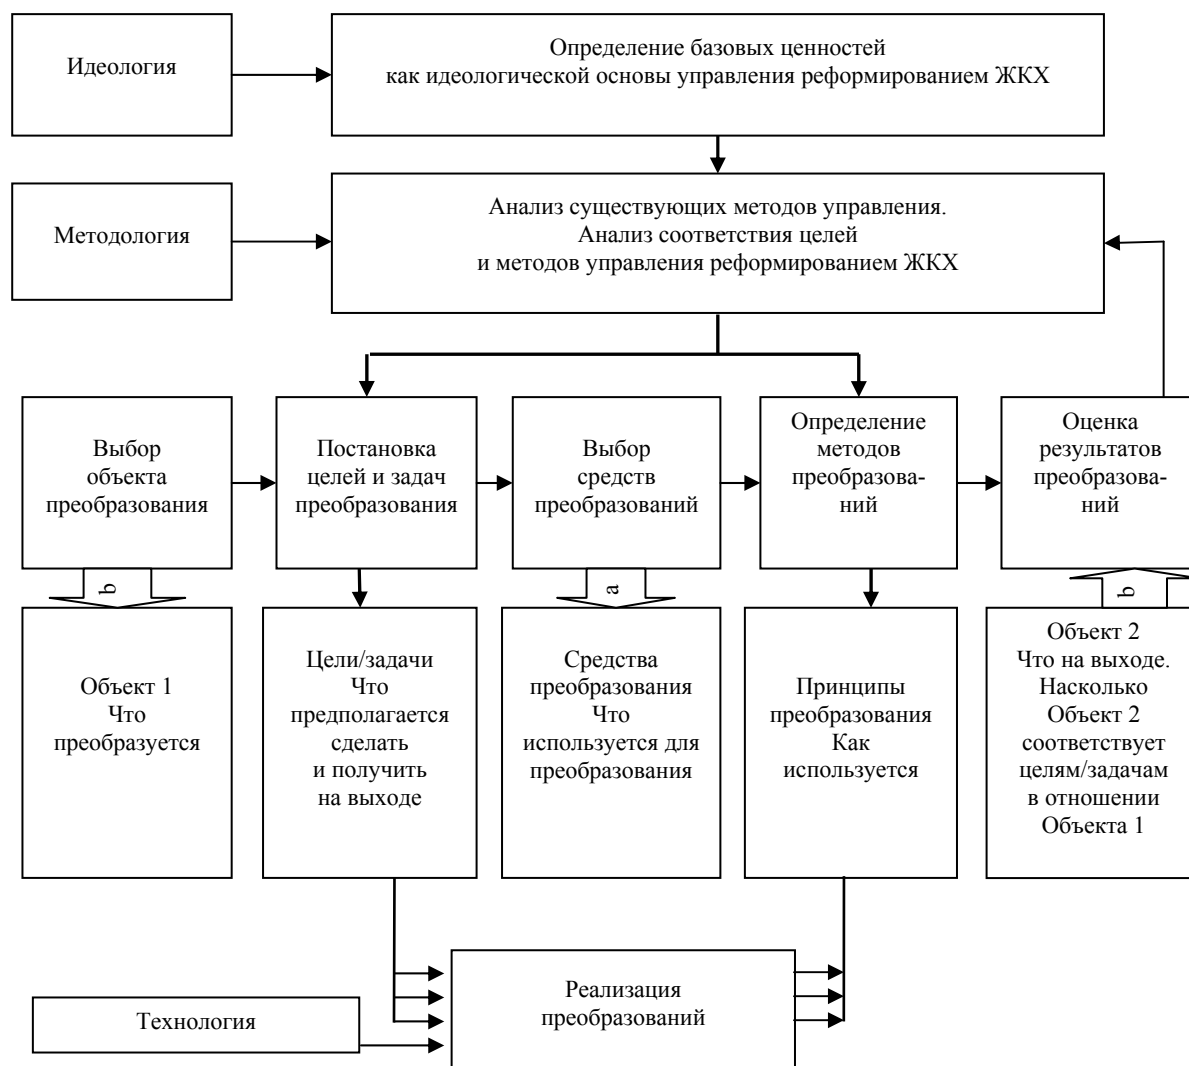 Идеология
Определение базовых ценностей
как идеологической основы управления реформированием ЖКХ
Методология
Анализ существующих методов управления.
Анализ соответствия целей
и методов управления реформированием ЖКХ
Выбор
объекта
преобразования
Постановка
целей и задач
преобразования
Выбор
средств
преобразований
Определение
методов
преобразова-
ний
Оценка
результатов
преобразова-
ний
b
a
b
Объект 1
Что
преобразуется
Цели/задачи
Что
предполагается
сделать
и получить
на выходе
Средства
преобразования
Что
используется для
преобразования
Принципы
преобразования
Как
используется
Объект 2
Что на выходе.
Насколько
Объект 2
соответствует
целям/задачам
в отношении
Объекта 1
Технология
Реализация
преобразований